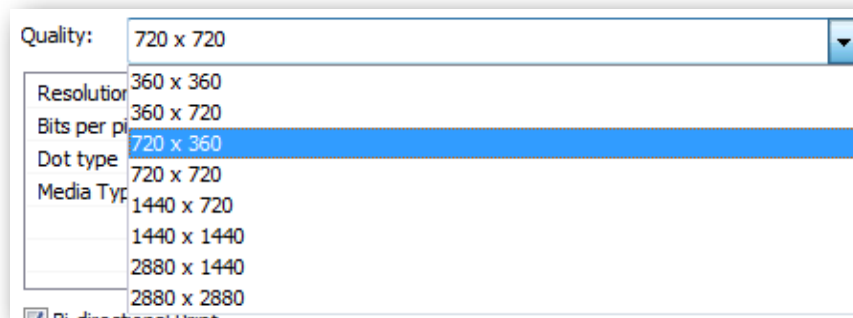 Quality: 720 x 720
360 x 360
Resolution
360 x 720
Bits per pi
720 x 360
Dot type
720 x 720
Media Typ
1440 x 720
1440 x 1440
2880 x 1440
2880 x 2880